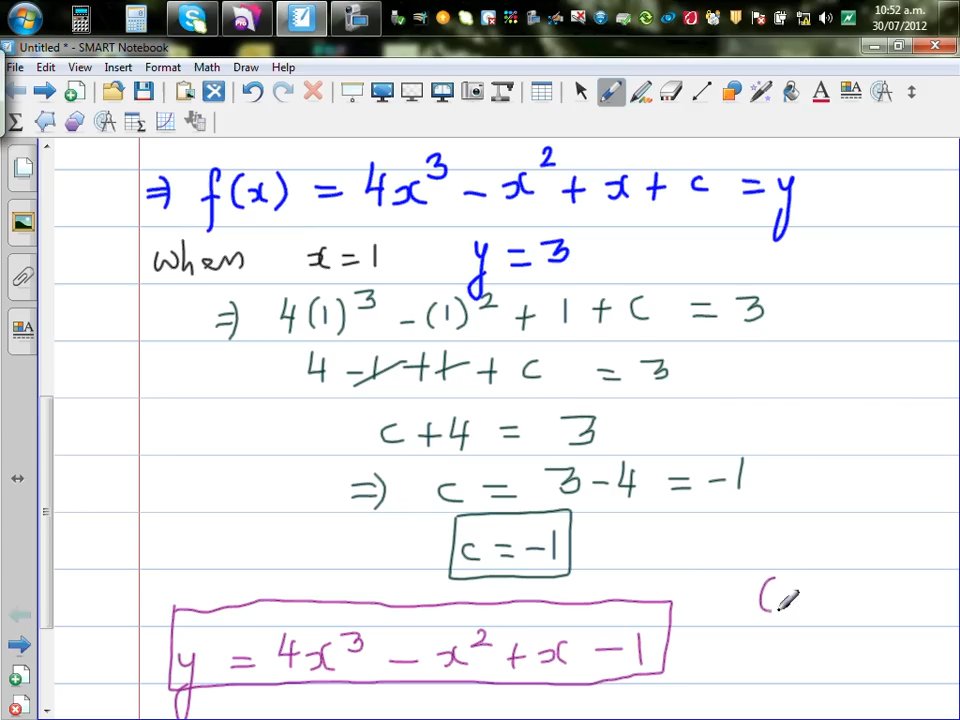 10:52 a.m.
30/07/2012
Untitled * - SMART Notebook
File Edit View Insert Format Math Draw Help
⇒ f(x) = 4x³ - x² + x + c = y
when x = 1 y = 3
⇒ 4(1)³ - (1)² + 1 + c = 3
4 - 1 + 1 + c = 3
c + 4 = 3
⇒ c = 3 - 4 = -1
c = -1
(
y = 4x³ - x² + x - 1